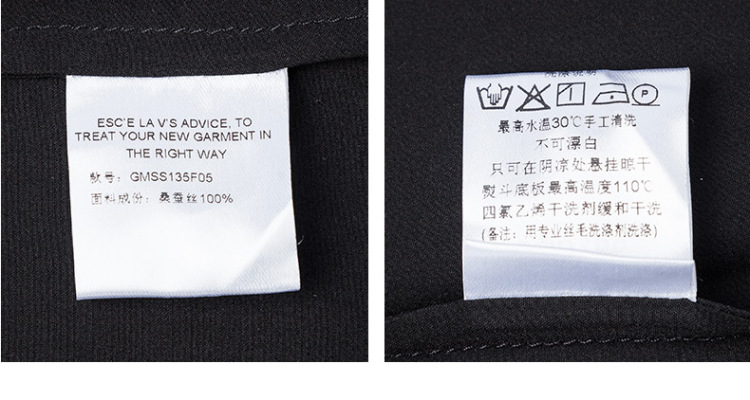 ESC'E LA V'S ADVICE, TO
TREAT YOUR NEW GARMENT IN
THE RIGHT WAY
款号：GMSS135F05
面料成份：桑蚕丝100%
洗涤说明
最高水温30℃手工清洗
不可漂白
只可在阴凉处悬挂晾干
熨斗底板最高温度110℃
四氯乙烯干洗剂缓和干洗
(备注：用专业丝毛洗涤剂洗涤)